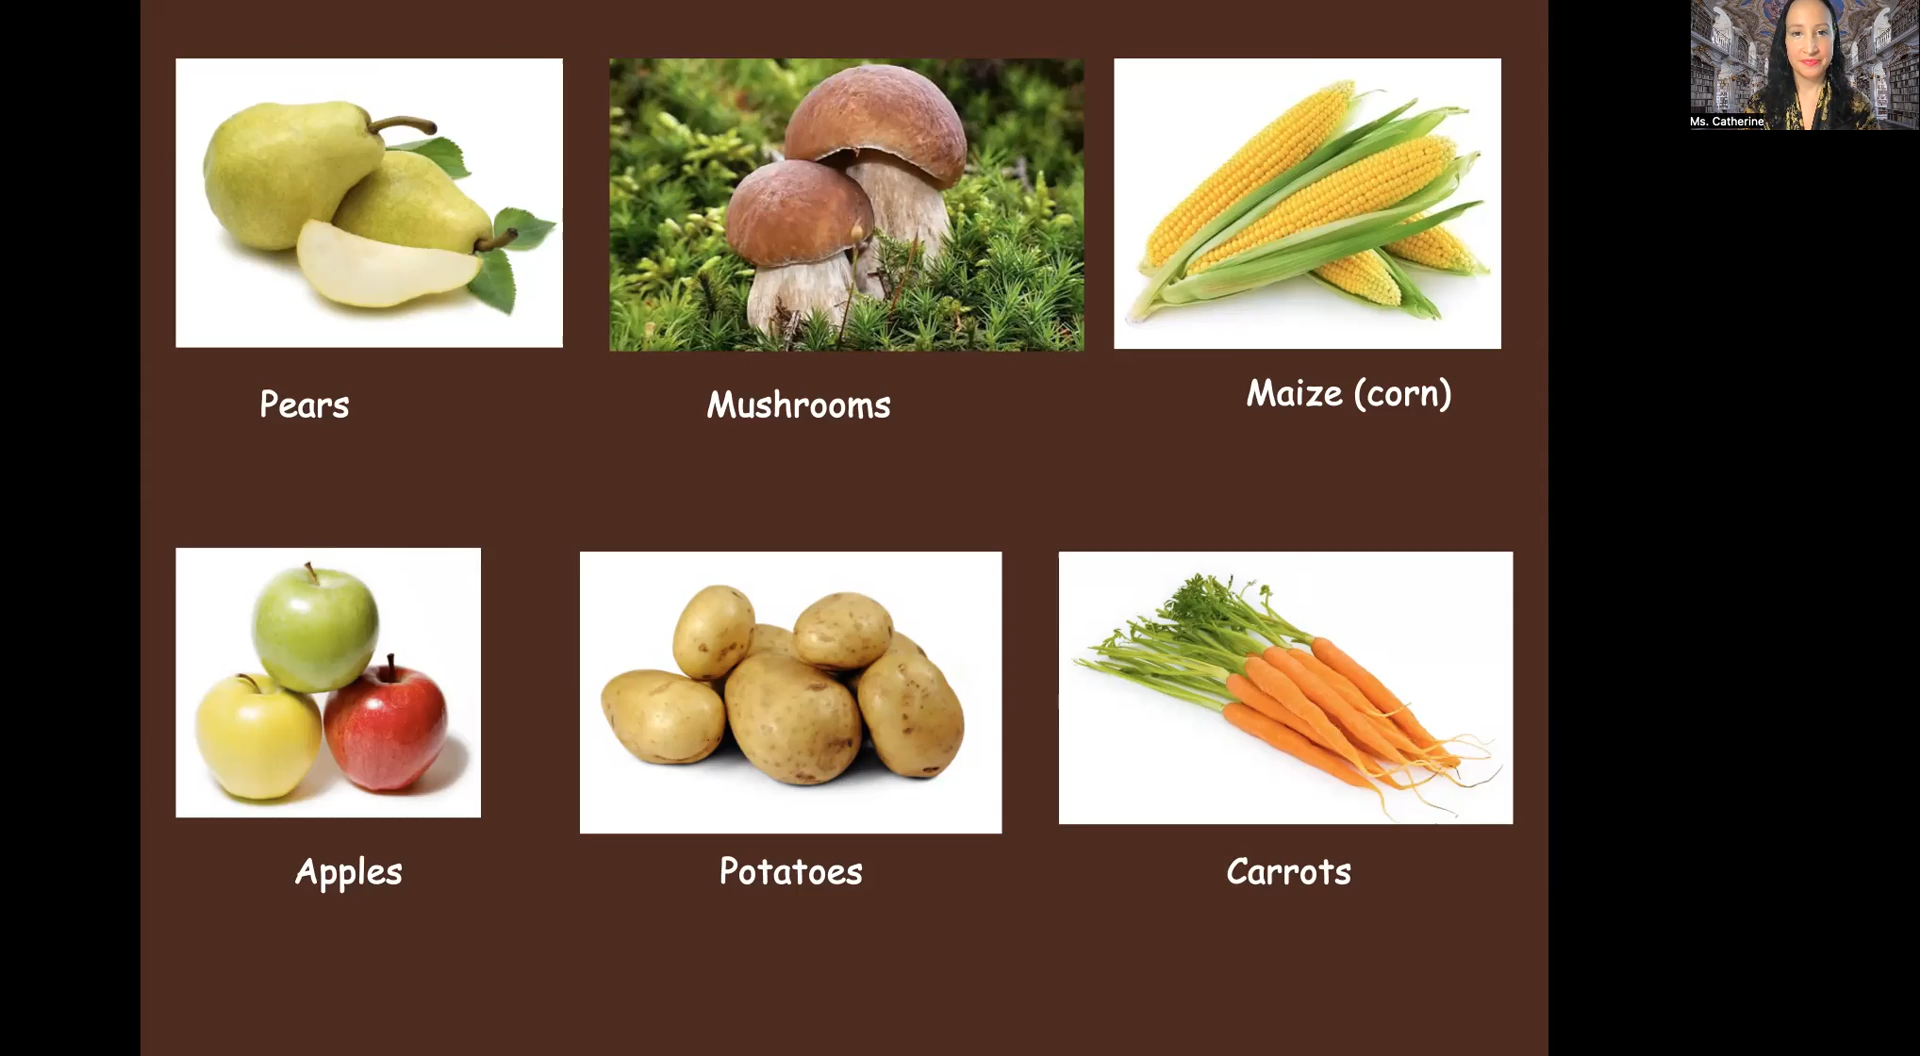 Ms. Catherine
Pears
Mushrooms
Maize (corn)
Apples
Potatoes
Carrots